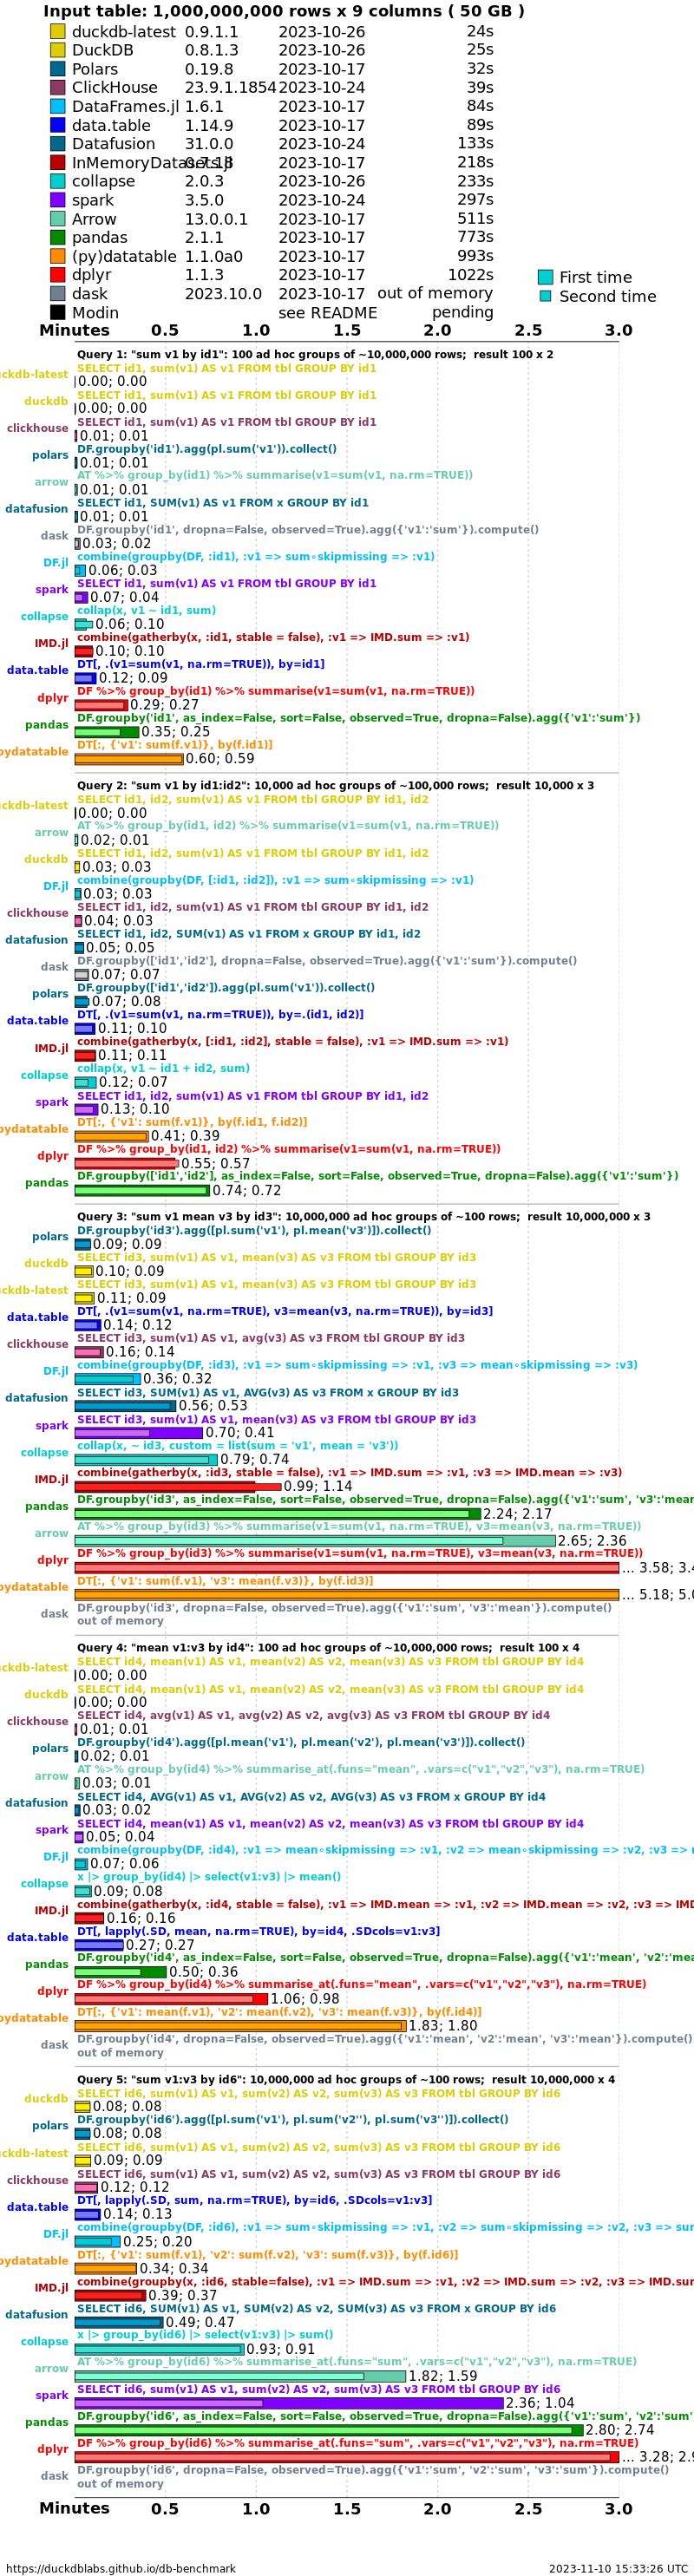 Input table: 1,000,000,000 rows x 9 columns ( 50 GB )
duckdb-latest 0.9.1.1 2023-10-26 24s
DuckDB 0.8.1.3 2023-10-26 25s
Polars 0.19.8 2023-10-17 32s
ClickHouse 23.9.1.1854 2023-10-24 39s
DataFrames.jl 1.6.1 2023-10-17 84s
data.table 1.14.9 2023-10-17 89s
Datafusion 31.0.0 2023-10-24 133s
InMemoryDatasets.jl 0.7.18 2023-10-17 218s
collapse 2.0.3 2023-10-26 233s
spark 3.5.0 2023-10-24 297s
Arrow 13.0.0.1 2023-10-17 511s
pandas 2.1.1 2023-10-17 773s
(py)datatable 1.1.0a0 2023-10-17 993s
dplyr 1.1.3 2023-10-17 1022s
dask 2023.10.0 2023-10-17 out of memory
Modin see README pending
First time
Second time
Minutes 0.5 1.0 1.5 2.0 2.5 3.0
Query 1: "sum v1 by id1": 100 ad hoc groups of ~10,000,000 rows; result 100 x 2
uckdb-latest SELECT id1, sum(v1) AS v1 FROM tbl GROUP BY id1
0.00; 0.00
duckdb SELECT id1, sum(v1) AS v1 FROM tbl GROUP BY id1
0.00; 0.00
clickhouse SELECT id1, sum(v1) AS v1 FROM tbl GROUP BY id1
0.01; 0.01
polars DF.groupby('id1').agg(pl.sum('v1')).collect()
0.01; 0.01
arrow AT %>% group_by(id1) %>% summarise(v1=sum(v1, na.rm=TRUE))
0.01; 0.01
datafusion SELECT id1, SUM(v1) AS v1 FROM x GROUP BY id1
0.01; 0.01
dask DF.groupby('id1', dropna=False, observed=True).agg({'v1':'sum'}).compute()
0.03; 0.02
DF.jl combine(groupby(DF, :id1), :v1 => sum∘skipmissing => :v1)
0.06; 0.03
spark SELECT id1, sum(v1) AS v1 FROM tbl GROUP BY id1
0.07; 0.04
collapse collap(x, v1 ~ id1, sum)
0.06; 0.10
IMD.jl combine(gatherby(x, :id1, stable = false), :v1 => IMD.sum => :v1)
0.10; 0.10
data.table DT[, .(v1=sum(v1, na.rm=TRUE)), by=id1]
0.12; 0.09
dplyr DF %>% group_by(id1) %>% summarise(v1=sum(v1, na.rm=TRUE))
0.29; 0.27
pandas DF.groupby('id1', as_index=False, sort=False, observed=True, dropna=False).agg({'v1':'sum'})
0.35; 0.25
pydatatable DT[:, {'v1': sum(f.v1)}, by(f.id1)]
0.60; 0.59
Query 2: "sum v1 by id1:id2": 10,000 ad hoc groups of ~100,000 rows; result 10,000 x 3
uckdb-latest SELECT id1, id2, sum(v1) AS v1 FROM tbl GROUP BY id1, id2
0.00; 0.00
arrow AT %>% group_by(id1, id2) %>% summarise(v1=sum(v1, na.rm=TRUE))
0.02; 0.01
duckdb SELECT id1, id2, sum(v1) AS v1 FROM tbl GROUP BY id1, id2
0.03; 0.03
DF.jl combine(groupby(DF, [:id1, :id2]), :v1 => sum∘skipmissing => :v1)
0.03; 0.03
clickhouse SELECT id1, id2, sum(v1) AS v1 FROM tbl GROUP BY id1, id2
0.04; 0.03
datafusion SELECT id1, id2, SUM(v1) AS v1 FROM x GROUP BY id1, id2
0.05; 0.05
dask DF.groupby(['id1','id2'], dropna=False, observed=True).agg({'v1':'sum'}).compute()
0.07; 0.07
polars DF.groupby(['id1','id2']).agg(pl.sum('v1')).collect()
0.07; 0.08
data.table DT[, .(v1=sum(v1, na.rm=TRUE)), by=.(id1, id2)]
0.11; 0.10
IMD.jl combine(gatherby(x, [:id1, :id2], stable = false), :v1 => IMD.sum => :v1)
0.11; 0.11
collapse collap(x, v1 ~ id1 + id2, sum)
0.12; 0.07
spark SELECT id1, id2, sum(v1) AS v1 FROM tbl GROUP BY id1, id2
0.13; 0.10
pydatatable DT[:, {'v1': sum(f.v1)}, by(f.id1, f.id2)]
0.41; 0.39
dplyr DF %>% group_by(id1, id2) %>% summarise(v1=sum(v1, na.rm=TRUE))
0.55; 0.57
pandas DF.groupby(['id1','id2'], as_index=False, sort=False, observed=True, dropna=False).agg({'v1':'sum'})
0.74; 0.72
Query 3: "sum v1 mean v3 by id3": 10,000,000 ad hoc groups of ~100 rows; result 10,000,000 x 3
polars DF.groupby('id3').agg([pl.sum('v1'), pl.mean('v3')]).collect()
0.09; 0.09
duckdb SELECT id3, sum(v1) AS v1, mean(v3) AS v3 FROM tbl GROUP BY id3
0.10; 0.09
uckdb-latest SELECT id3, sum(v1) AS v1, mean(v3) AS v3 FROM tbl GROUP BY id3
0.11; 0.09
data.table DT[, .(v1=sum(v1, na.rm=TRUE), v3=mean(v3, na.rm=TRUE)), by=id3]
0.14; 0.12
clickhouse SELECT id3, sum(v1) AS v1, avg(v3) AS v3 FROM tbl GROUP BY id3
0.16; 0.14
DF.jl combine(groupby(DF, :id3), :v1 => sum∘skipmissing => :v1, :v3 => mean∘skipmissing => :v3)
0.36; 0.32
datafusion SELECT id3, SUM(v1) AS v1, AVG(v3) AS v3 FROM x GROUP BY id3
0.56; 0.53
spark SELECT id3, sum(v1) AS v1, mean(v3) AS v3 FROM tbl GROUP BY id3
0.70; 0.41
collapse collap(x, ~ id3, custom = list(sum = 'v1', mean = 'v3'))
0.79; 0.74
IMD.jl combine(gatherby(x, :id3, stable = false), :v1 => IMD.sum => :v1, :v3 => IMD.mean => :v3)
0.99; 1.14
pandas DF.groupby('id3', as_index=False, sort=False, observed=True, dropna=False).agg({'v1':'sum', 'v3':'mean
2.24; 2.17
arrow AT %>% group_by(id3) %>% summarise(v1=sum(v1, na.rm=TRUE), v3=mean(v3, na.rm=TRUE))
2.65; 2.36
dplyr DF %>% group_by(id3) %>% summarise(v1=sum(v1, na.rm=TRUE), v3=mean(v3, na.rm=TRUE))
... 3.58; 3.4
pydatatable DT[:, {'v1': sum(f.v1), 'v3': mean(f.v3)}, by(f.id3)]
... 5.18; 5.0
dask DF.groupby('id3', dropna=False, observed=True).agg({'v1':'sum', 'v3':'mean'}).compute()
out of memory
Query 4: "mean v1:v3 by id4": 100 ad hoc groups of ~10,000,000 rows; result 100 x 4
uckdb-latest SELECT id4, mean(v1) AS v1, mean(v2) AS v2, mean(v3) AS v3 FROM tbl GROUP BY id4
0.00; 0.00
duckdb SELECT id4, mean(v1) AS v1, mean(v2) AS v2, mean(v3) AS v3 FROM tbl GROUP BY id4
0.00; 0.00
clickhouse SELECT id4, avg(v1) AS v1, avg(v2) AS v2, avg(v3) AS v3 FROM tbl GROUP BY id4
0.01; 0.01
polars DF.groupby('id4').agg([pl.mean('v1'), pl.mean('v2'), pl.mean('v3')]).collect()
0.02; 0.01
arrow AT %>% group_by(id4) %>% summarise_at(.funs="mean", .vars=c("v1","v2","v3"), na.rm=TRUE)
0.03; 0.01
datafusion SELECT id4, AVG(v1) AS v1, AVG(v2) AS v2, AVG(v3) AS v3 FROM x GROUP BY id4
0.03; 0.02
spark SELECT id4, mean(v1) AS v1, mean(v2) AS v2, mean(v3) AS v3 FROM tbl GROUP BY id4
0.05; 0.04
DF.jl combine(groupby(DF, :id4), :v1 => mean∘skipmissing => :v1, :v2 => mean∘skipmissing => :v2, :v3 =>
0.07; 0.06
collapse x |> group_by(id4) |> select(v1:v3) |> mean()
0.09; 0.08
IMD.jl combine(gatherby(x, :id4, stable = false), :v1 => IMD.mean => :v1, :v2 => IMD.mean => :v2, :v3 => IMD
0.16; 0.16
data.table DT[, lapply(.SD, mean, na.rm=TRUE), by=id4, .SDcols=v1:v3]
0.27; 0.27
pandas DF.groupby('id4', as_index=False, sort=False, observed=True, dropna=False).agg({'v1':'mean', 'v2':'mea
0.50; 0.36
dplyr DF %>% group_by(id4) %>% summarise_at(.funs="mean", .vars=c("v1","v2","v3"), na.rm=TRUE)
1.06; 0.98
pydatatable DT[:, {'v1': mean(f.v1), 'v2': mean(f.v2), 'v3': mean(f.v3)}, by(f.id4)]
1.83; 1.80
dask DF.groupby('id4', dropna=False, observed=True).agg({'v1':'mean', 'v2':'mean', 'v3':'mean'}).compute()
out of memory
Query 5: "sum v1:v3 by id6": 10,000,000 ad hoc groups of ~100 rows; result 10,000,000 x 4
duckdb SELECT id6, sum(v1) AS v1, sum(v2) AS v2, sum(v3) AS v3 FROM tbl GROUP BY id6
0.08; 0.08
polars DF.groupby('id6').agg([pl.sum('v1'), pl.sum('v2''), pl.sum('v3'')]).collect()
0.08; 0.08
uckdb-latest SELECT id6, sum(v1) AS v1, sum(v2) AS v2, sum(v3) AS v3 FROM tbl GROUP BY id6
0.09; 0.09
clickhouse SELECT id6, sum(v1) AS v1, sum(v2) AS v2, sum(v3) AS v3 FROM tbl GROUP BY id6
0.12; 0.12
data.table DT[, lapply(.SD, sum, na.rm=TRUE), by=id6, .SDcols=v1:v3]
0.14; 0.13
DF.jl combine(groupby(DF, :id6), :v1 => sum∘skipmissing => :v1, :v2 => sum∘skipmissing => :v2, :v3 => sum
0.25; 0.20
pydatatable DT[:, {'v1': sum(f.v1), 'v2': sum(f.v2), 'v3': sum(f.v3)}, by(f.id6)]
0.34; 0.34
IMD.jl combine(groupby(x, :id6, stable=false), :v1 => IMD.sum => :v1, :v2 => IMD.sum => :v2, :v3 => IMD.sum
0.39; 0.37
datafusion SELECT id6, SUM(v1) AS v1, SUM(v2) AS v2, SUM(v3) AS v3 FROM x GROUP BY id6
0.49; 0.47
collapse x |> group_by(id6) |> select(v1:v3) |> sum()
0.93; 0.91
arrow AT %>% group_by(id6) %>% summarise_at(.funs="sum", .vars=c("v1","v2","v3"), na.rm=TRUE)
1.82; 1.59
spark SELECT id6, sum(v1) AS v1, sum(v2) AS v2, sum(v3) AS v3 FROM tbl GROUP BY id6
2.36; 1.04
pandas DF.groupby('id6', as_index=False, sort=False, observed=True, dropna=False).agg({'v1':'sum', 'v2':'sum'
2.80; 2.74
dplyr DF %>% group_by(id6) %>% summarise_at(.funs="sum", .vars=c("v1","v2","v3"), na.rm=TRUE)
... 3.28; 2.9
dask DF.groupby('id6', dropna=False, observed=True).agg({'v1':'sum', 'v2':'sum', 'v3':'sum'}).compute()
out of memory
Minutes 0.5 1.0 1.5 2.0 2.5 3.0
https://duckdblabs.github.io/db-benchmark 2023-11-10 15:33:26 UTC